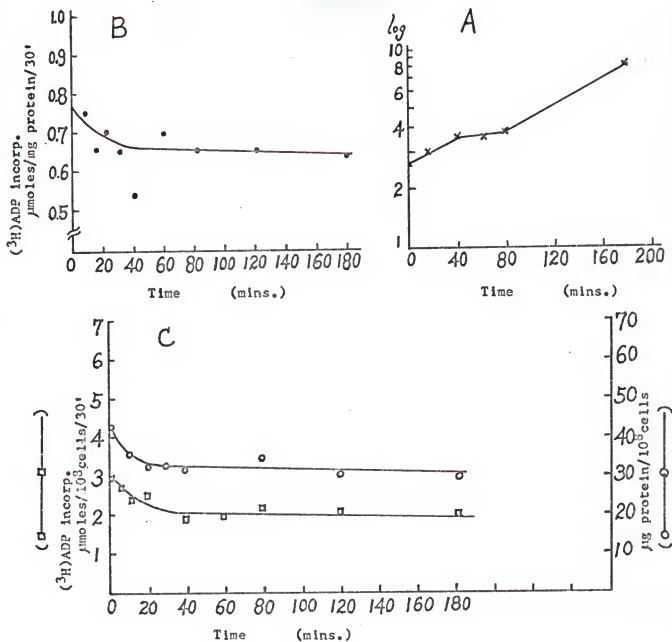 B
1.0
0.9
0.8
0.7
0.6
0.5
(³H)ADP incorp.
µmoles/mg protein/30'
0 20 40 60 80 100 120 140 160 180
Time (mins.)
A
log
10
8
6
4
2
1
0 40 80 120 160 200
Time (mins.)
C
7
6
5
4
3
2
1
(³H)ADP incorp.
µmoles/10⁸cells/30'
70
60
50
40
30
20
10
µg protein/10⁸cells
0 20 40 60 80 100 120 140 160 180
Time (mins.)